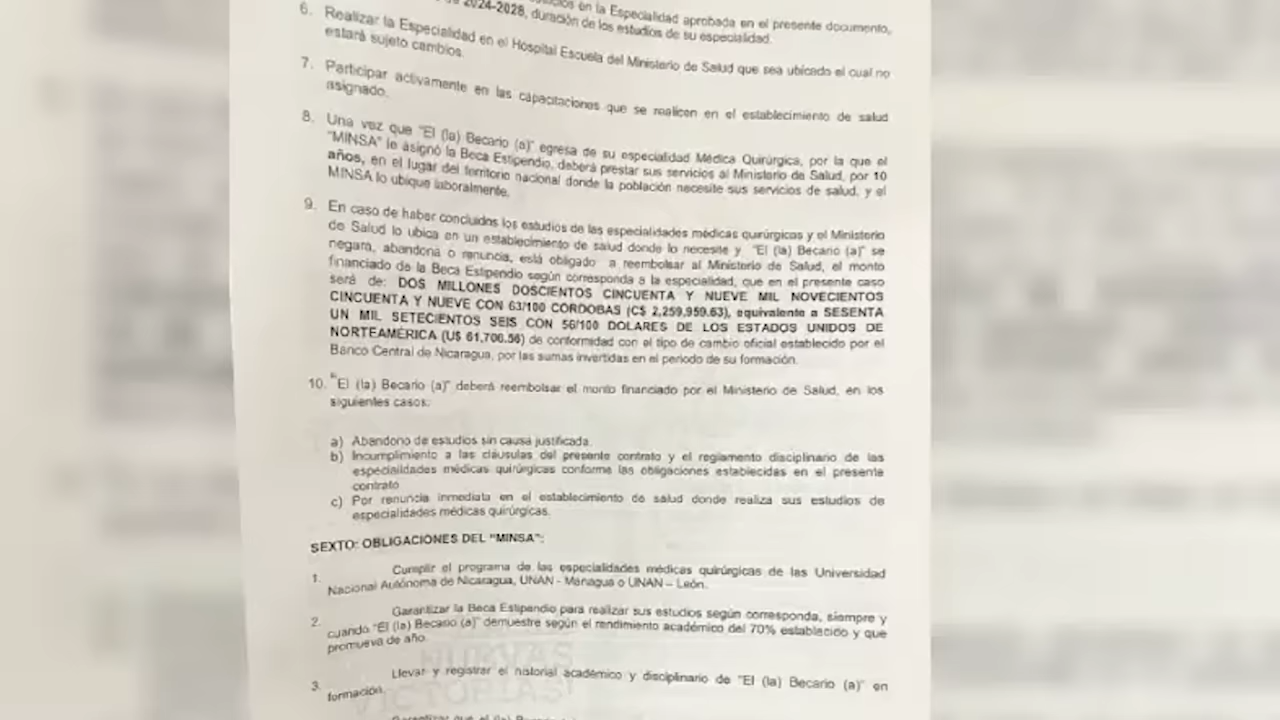 en la Especialidad aprobada en el presente documento,
2024-2028, duración de los estudios de su especialidad.
6. Realizar la Especialidad en el Hospital Escuela del Ministerio de Salud que sea ubicado el cual no
estará sujeto cambios.
7. Participar activamente en las capacitaciones que se realicen en el establecimiento de salud
asignado.
8. Una vez que "El (la) Becario (a)" egresa de su especialidad Médica Quirúrgica, por la que el
"MINSA" le asignó la Beca Estipendio, deberá prestar sus servicios al Ministerio de Salud, por 10
años, en el lugar del territorio nacional donde la población necesite sus servicios de salud, y el
MINSA lo ubique laboralmente.
9. En caso de haber concluidos los estudios de las especialidades médicas quirúrgicas y el Ministerio
de Salud lo ubica en un establecimiento de salud donde lo necesite y "El (la) Becario (a)" se
negara, abandona o renuncia, está obligado a reembolsar al Ministerio de Salud, el monto
financiado de la Beca Estipendio según corresponda a la especialidad, que en el presente caso
será de: DOS MILLONES DOSCIENTOS CINCUENTA Y NUEVE MIL NOVECIENTOS
CINCUENTA Y NUEVE CON 63/100 CORDOBAS (C$ 2,259,959.63), equivalente a SESENTA
UN MIL SETECIENTOS SEIS CON 56/100 DOLARES DE LOS ESTADOS UNIDOS DE
NORTEAMÉRICA (U$ 61,706.56) de conformidad con el tipo de cambio oficial establecido por el
Banco Central de Nicaragua, por las sumas invertidas en el periodo de su formación.
10. "El (la) Becario (a)" deberá reembolsar el monto financiado por el Ministerio de Salud, en los
siguientes casos:
a) Abandono de estudios sin causa justificada.
b) Incumplimiento a las cláusulas del presente contrato y el reglamento disciplinario de las
especialidades médicas quirúrgicas conforme las obligaciones establecidas en el presente
contrato
c) Por renuncia inmediata en el establecimiento de salud donde realiza sus estudios de
especialidades médicas quirúrgicas.
SEXTO: OBLIGACIONES DEL "MINSA":
1. Cumplir el programa de las especialidades médicas quirúrgicas de las Universidad
Nacional Autónoma de Nicaragua, UNAN - Managua o UNAN – León.
2. Garantizar la Beca Estipendio para realizar sus estudios según corresponda, siempre y
cuando "El (la) Becario (a)" demuestre según el rendimiento académico del 70% establecido y que
promueva de año.
3. Llevar y registrar el historial académico y disciplinario de "El (la) Becario (a)" en
formación.